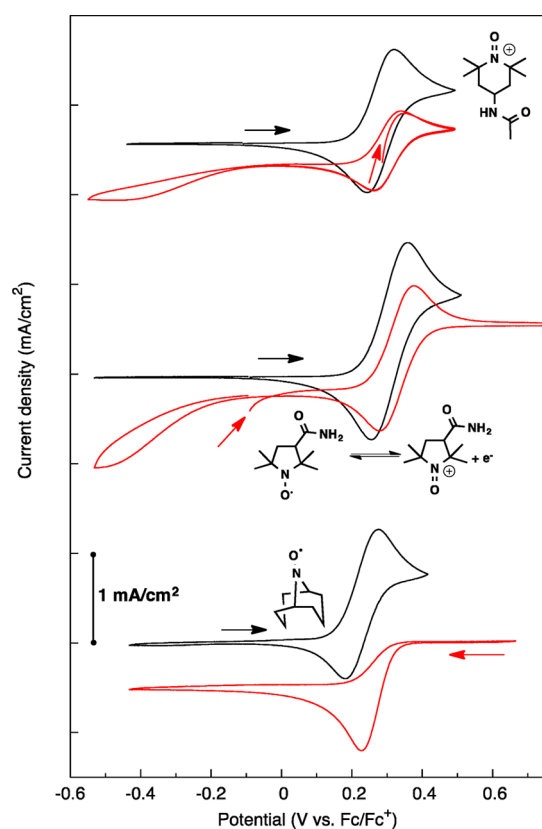 O
N
⊕
HN
O
Current density (mA/cm²)
O
NH₂
N
O•
O
NH₂
N
⊕
O
+ e⁻
O•
N
1 mA/cm²
-0.6 -0.4 -0.2 0 0.2 0.4 0.6
Potential (V vs. Fc/Fc⁺)